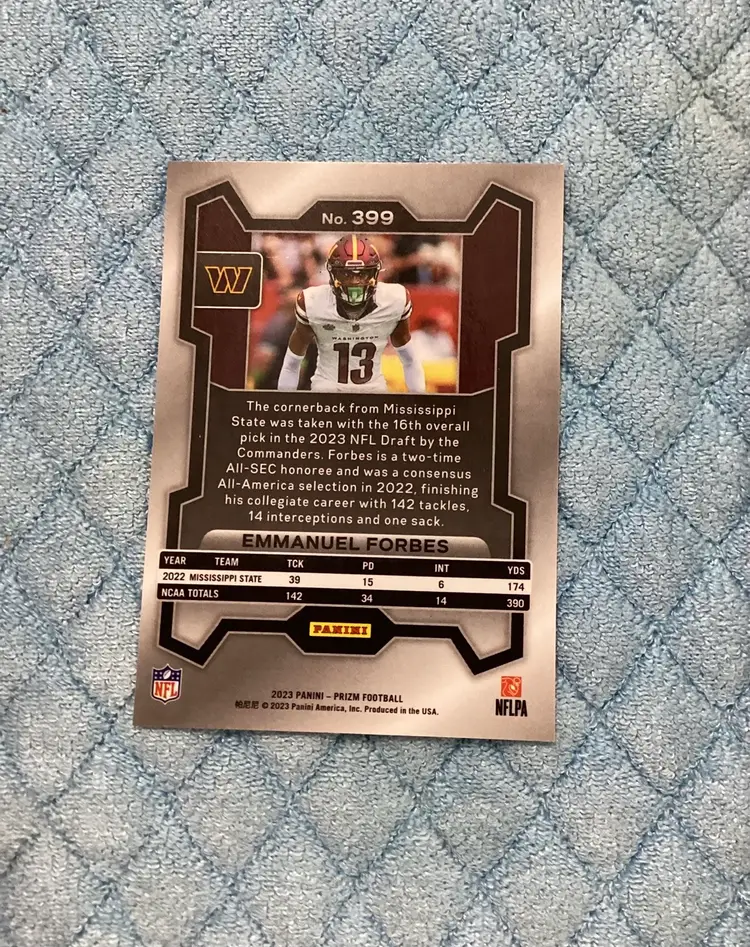 No. 399
W
WASHINGTON
13
The cornerback from Mississippi
State was taken with the 16th overall
pick in the 2023 NFL Draft by the
Commanders. Forbes is a two-time
All-SEC honoree and was a consensus
All-America selection in 2022, finishing
his collegiate career with 142 tackles,
14 interceptions and one sack.
EMMANUEL FORBES
YEAR TEAM TCK PD INT YDS
2022 MISSISSIPPI STATE 39 15 6 174
NCAA TOTALS 142 34 14 390
PANINI
NFL
2023 PANINI – PRIZM FOOTBALL
帕尼尼 © 2023 Panini America, Inc. Produced in the USA.
NFLPA